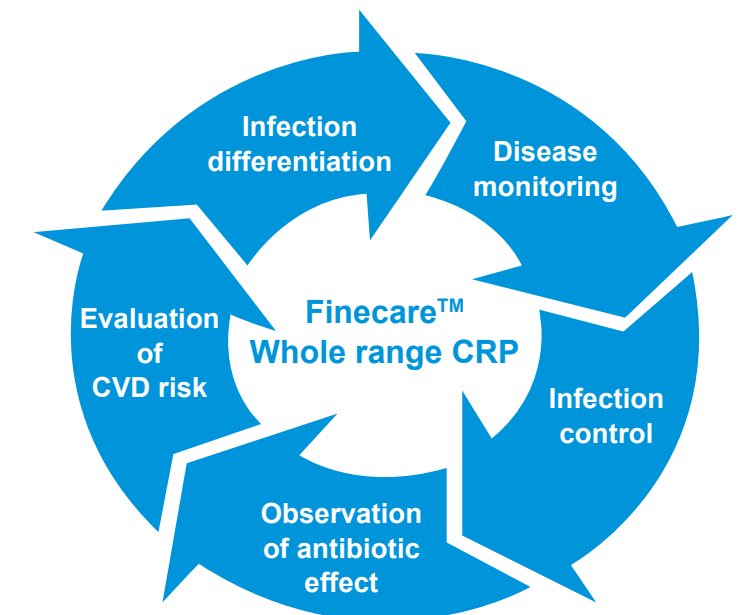 Infection
differentiation
Disease
monitoring
Finecare™
Whole range CRP
Evaluation
of
CVD risk
Infection
control
Observation
of antibiotic
effect